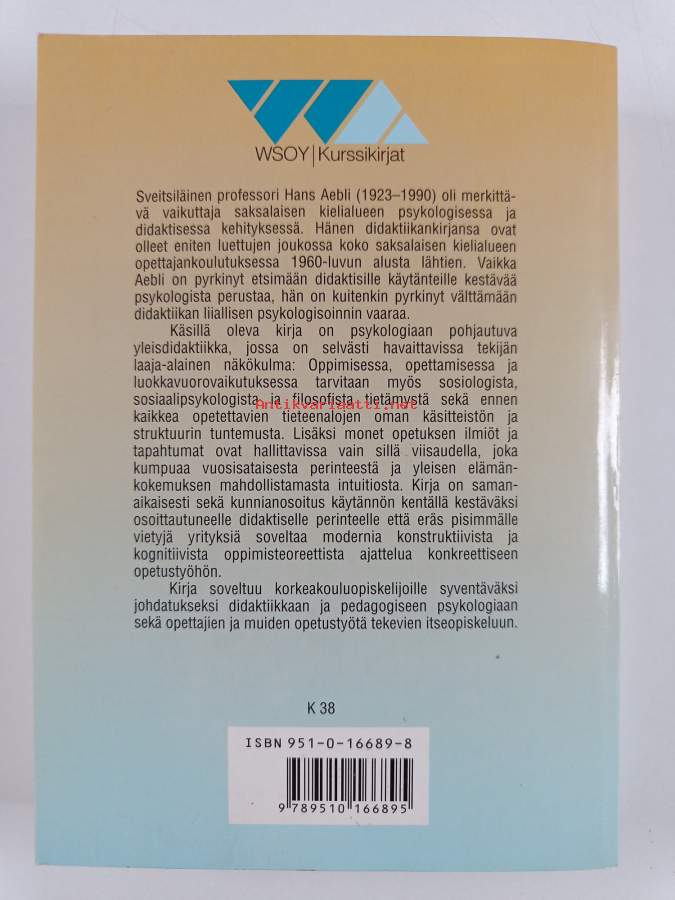 WSOY | Kurssikirjat
Sveitsiläinen professori Hans Aebli (1923–1990) oli merkittä-
vä vaikuttaja saksalaisen kielialueen psykologisessa ja
didaktisessa kehityksessä. Hänen didaktiikankirjansa ovat
olleet eniten luettujen joukossa koko saksalaisen kielialueen
opettajankoulutuksessa 1960-luvun alusta lähtien. Vaikka
Aebli on pyrkinyt etsimään didaktisille käytänteille kestävää
psykologista perustaa, hän on kuitenkin pyrkinyt välttämään
didaktiikan liiallisen psykologisoinnin vaaraa.
Käsillä oleva kirja on psykologiaan pohjautuva
yleisdidaktiikka, jossa on selvästi havaittavissa tekijän
laaja-alainen näkökulma: Oppimisessa, opettamisessa ja
luokkavuorovaikutuksessa tarvitaan myös sosiologista,
sosiaalipsykologista ja filosofista tietämystä sekä ennen
Antikvariaatti.net
kaikkea opetettavien tieteenalojen oman käsitteistön ja
struktuurin tuntemusta. Lisäksi monet opetuksen ilmiöt ja
tapahtumat ovat hallittavissa vain sillä viisaudella, joka
kumpuaa vuosisataisesta perinteestä ja yleisen elämän-
kokemuksen mahdollistamasta intuitiosta. Kirja on saman-
aikaisesti sekä kunnianosoitus käytännön kentällä kestäväksi
osoittautuneelle didaktiselle perinteelle että eräs pisimmälle
vietyjä yrityksiä soveltaa modernia konstruktiivista ja
kognitiivista oppimisteoreettista ajattelua konkreettiseen
opetustyöhön.
Kirja soveltuu korkeakouluopiskelijoille syventäväksi
johdatukseksi didaktiikkaan ja pedagogiseen psykologiaan
sekä opettajien ja muiden opetustyötä tekevien itseopiskeluun.
K 38
ISBN 951-0-16689-8
9 789510 166895